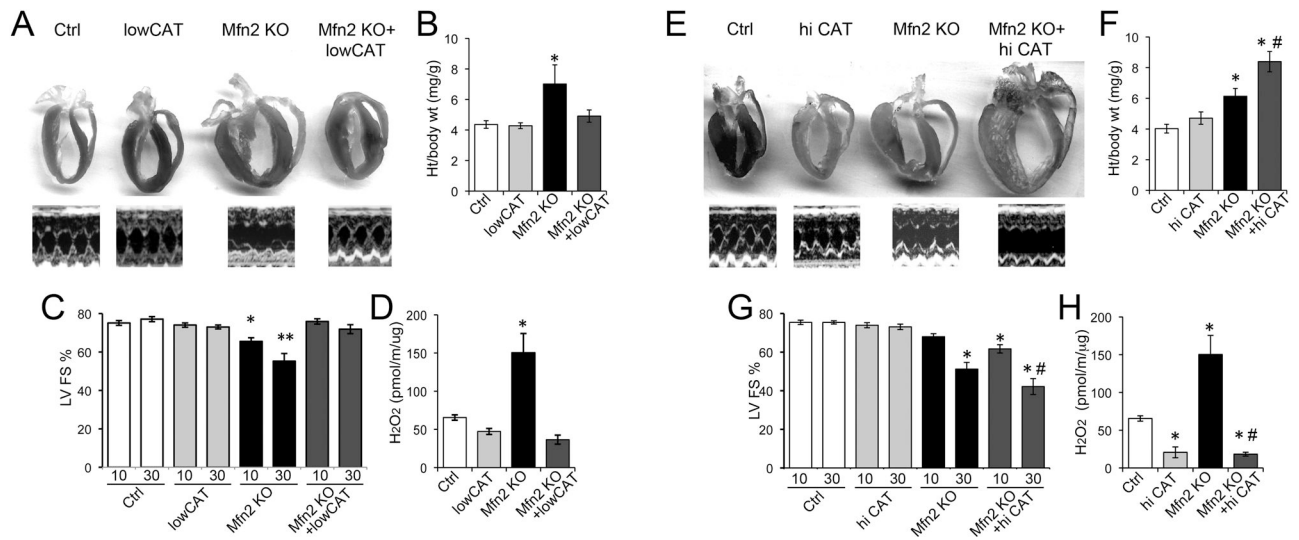 A
Ctrl
lowCAT
Mfn2 KO
Mfn2 KO+
lowCAT
B
Ht/body wt (mg/g)
10
8
6
4
2
0
*
Ctrl
lowCAT
Mfn2 KO
Mfn2 KO
+lowCAT
C
LV FS %
80
60
40
20
0
*
**
10 30 10 30 10 30 10 30
Ctrl
lowCAT
Mfn2 KO
Mfn2 KO
+lowCAT
D
H2O2 (pmol/m/ug)
200
150
100
50
0
*
Ctrl
lowCAT
Mfn2 KO
Mfn2 KO
+lowCAT
E
Ctrl
hi CAT
Mfn2 KO
Mfn2 KO+
hi CAT
F
Ht/body wt (mg/g)
10
8
6
4
2
0
*
* #
Ctrl
hi CAT
Mfn2 KO
Mfn2 KO
+hi CAT
G
LV FS %
80
60
40
20
0
*
*
* #
10 30 10 30 10 30 10 30
Ctrl
hi CAT
Mfn2 KO
Mfn2 KO
+hi CAT
H
H2O2 (pmol/m/µg)
200
150
100
50
0
*
*
* #
Ctrl
hi CAT
Mfn2 KO
Mfn2 KO
+hi CAT